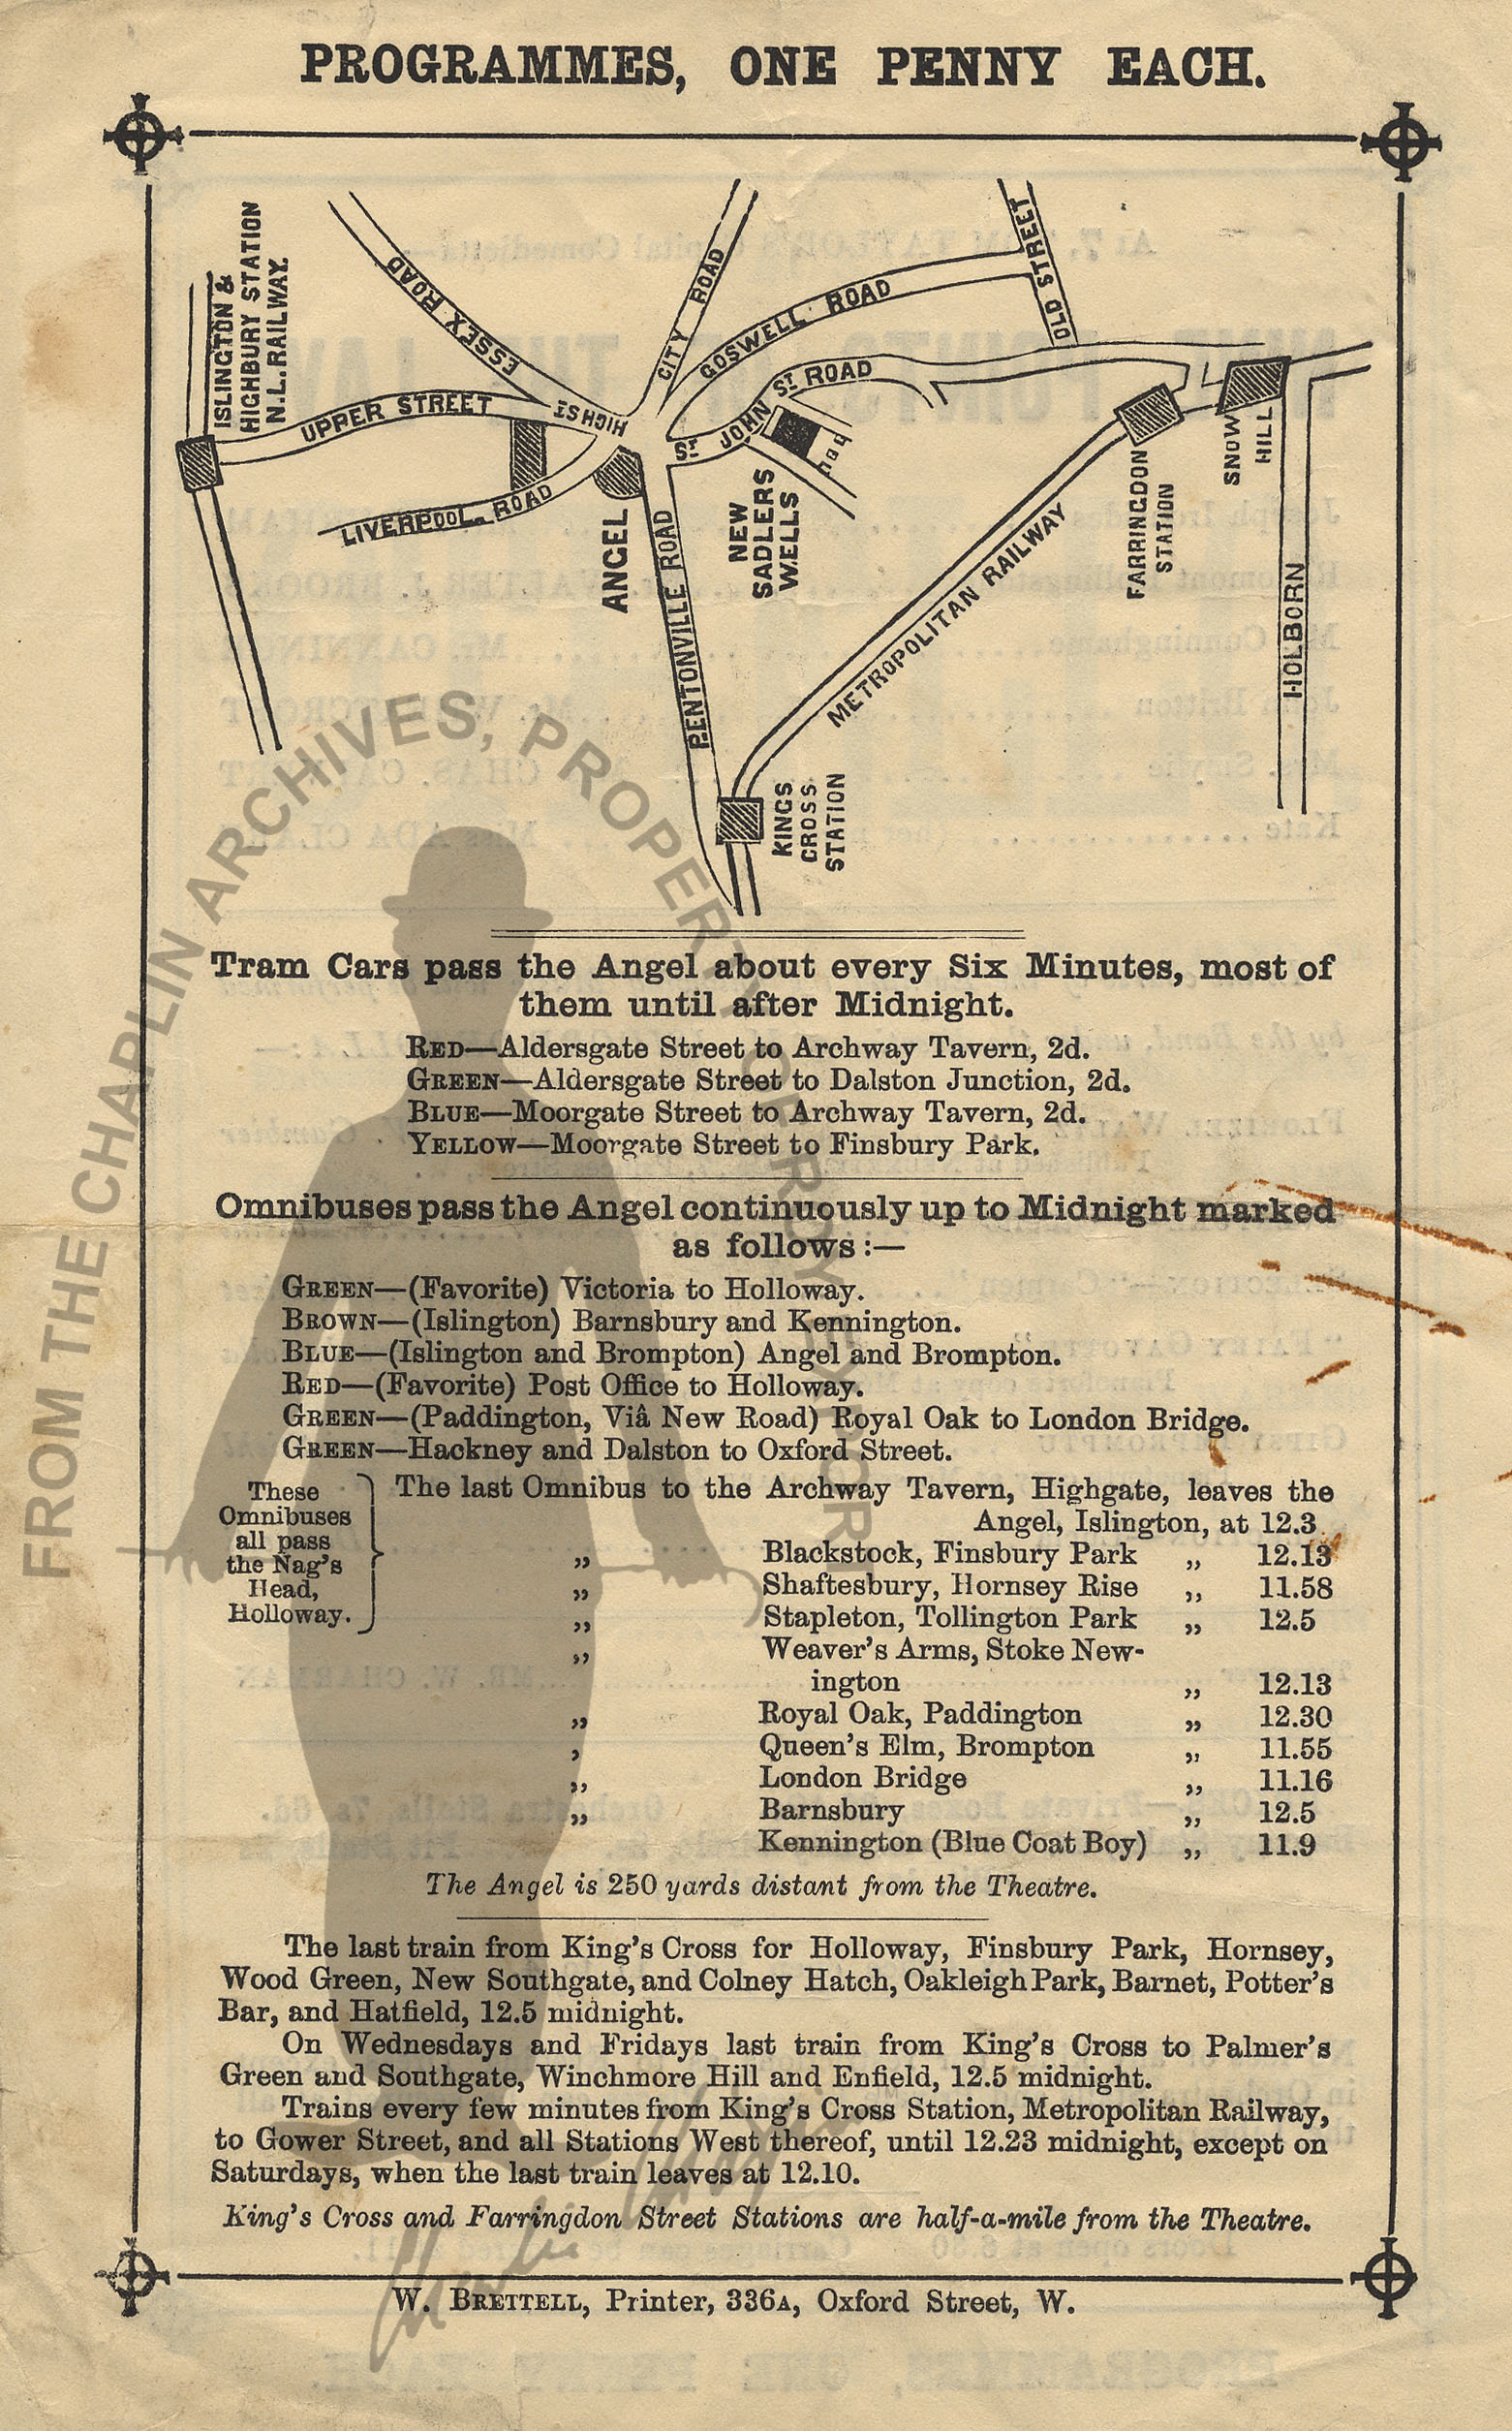 PROGRAMMES, ONE PENNY EACH.
ISLINGTON &
HIGHBURY STATION
N.L.RAILWAY.
ESSEX ROAD
CITY ROAD
GOSWELL ROAD
OLD STREET
UPPER STREET
HIGH ST
ST JOHN ST ROAD
LIVERPOOL ROAD
ANGEL
NEW
SADLERS
WELLS
PENTONVILLE ROAD
METROPOLITAN RAILWAY
FARRINGDON
STATION
SNOW
HILL
HOLBORN
KINGS
CROSS
STATION
Tram Cars pass the Angel about every Six Minutes, most of
them until after Midnight.
RED—Aldersgate Street to Archway Tavern, 2d.
GREEN—Aldersgate Street to Dalston Junction, 2d.
BLUE—Moorgate Street to Archway Tavern, 2d.
YELLOW—Moorgate Street to Finsbury Park.
Omnibuses pass the Angel continuously up to Midnight marked
as follows:—
GREEN—(Favorite) Victoria to Holloway.
BROWN—(Islington) Barnsbury and Kennington.
BLUE—(Islington and Brompton) Angel and Brompton.
RED—(Favorite) Post Office to Holloway.
GREEN—(Paddington, Viâ New Road) Royal Oak to London Bridge.
GREEN—Hackney and Dalston to Oxford Street.
These
Omnibuses
all pass
the Nag's
Head,
Holloway.
The last Omnibus to the Archway Tavern, Highgate, leaves the
Angel, Islington, at 12.3
„ Blackstock, Finsbury Park „ 12.13
„ Shaftesbury, Hornsey Rise „ 11.58
„ Stapleton, Tollington Park „ 12.5
„ Weaver's Arms, Stoke New-
ington „ 12.13
„ Royal Oak, Paddington „ 12.30
, Queen's Elm, Brompton „ 11.55
„ London Bridge „ 11.16
„ Barnsbury „ 12.5
Kennington (Blue Coat Boy) „ 11.9
The Angel is 250 yards distant from the Theatre.
The last train from King's Cross for Holloway, Finsbury Park, Hornsey,
Wood Green, New Southgate, and Colney Hatch, Oakleigh Park, Barnet, Potter's
Bar, and Hatfield, 12.5 midnight.
On Wednesdays and Fridays last train from King's Cross to Palmer's
Green and Southgate, Winchmore Hill and Enfield, 12.5 midnight.
Trains every few minutes from King's Cross Station, Metropolitan Railway,
to Gower Street, and all Stations West thereof, until 12.23 midnight, except on
Saturdays, when the last train leaves at 12.10.
King's Cross and Farringdon Street Stations are half-a-mile from the Theatre.
W. BRETTELL, Printer, 336A, Oxford Street, W.
FROM THE CHAPLIN ARCHIVES, PROPERTY OF ROY EXPORT
Charlie Chaplin